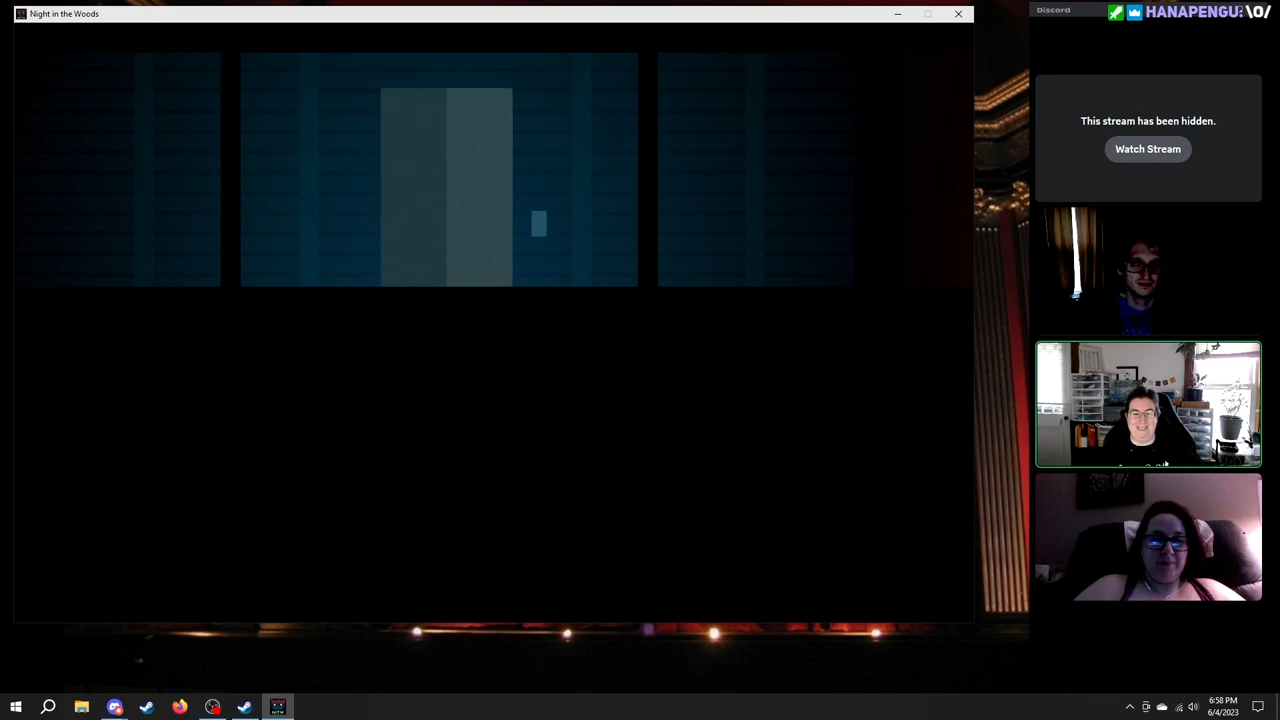 Night in the Woods
Discord
HANAPENGU! \O/
This stream has been hidden.
Watch Stream
6:58 PM
6/4/2023